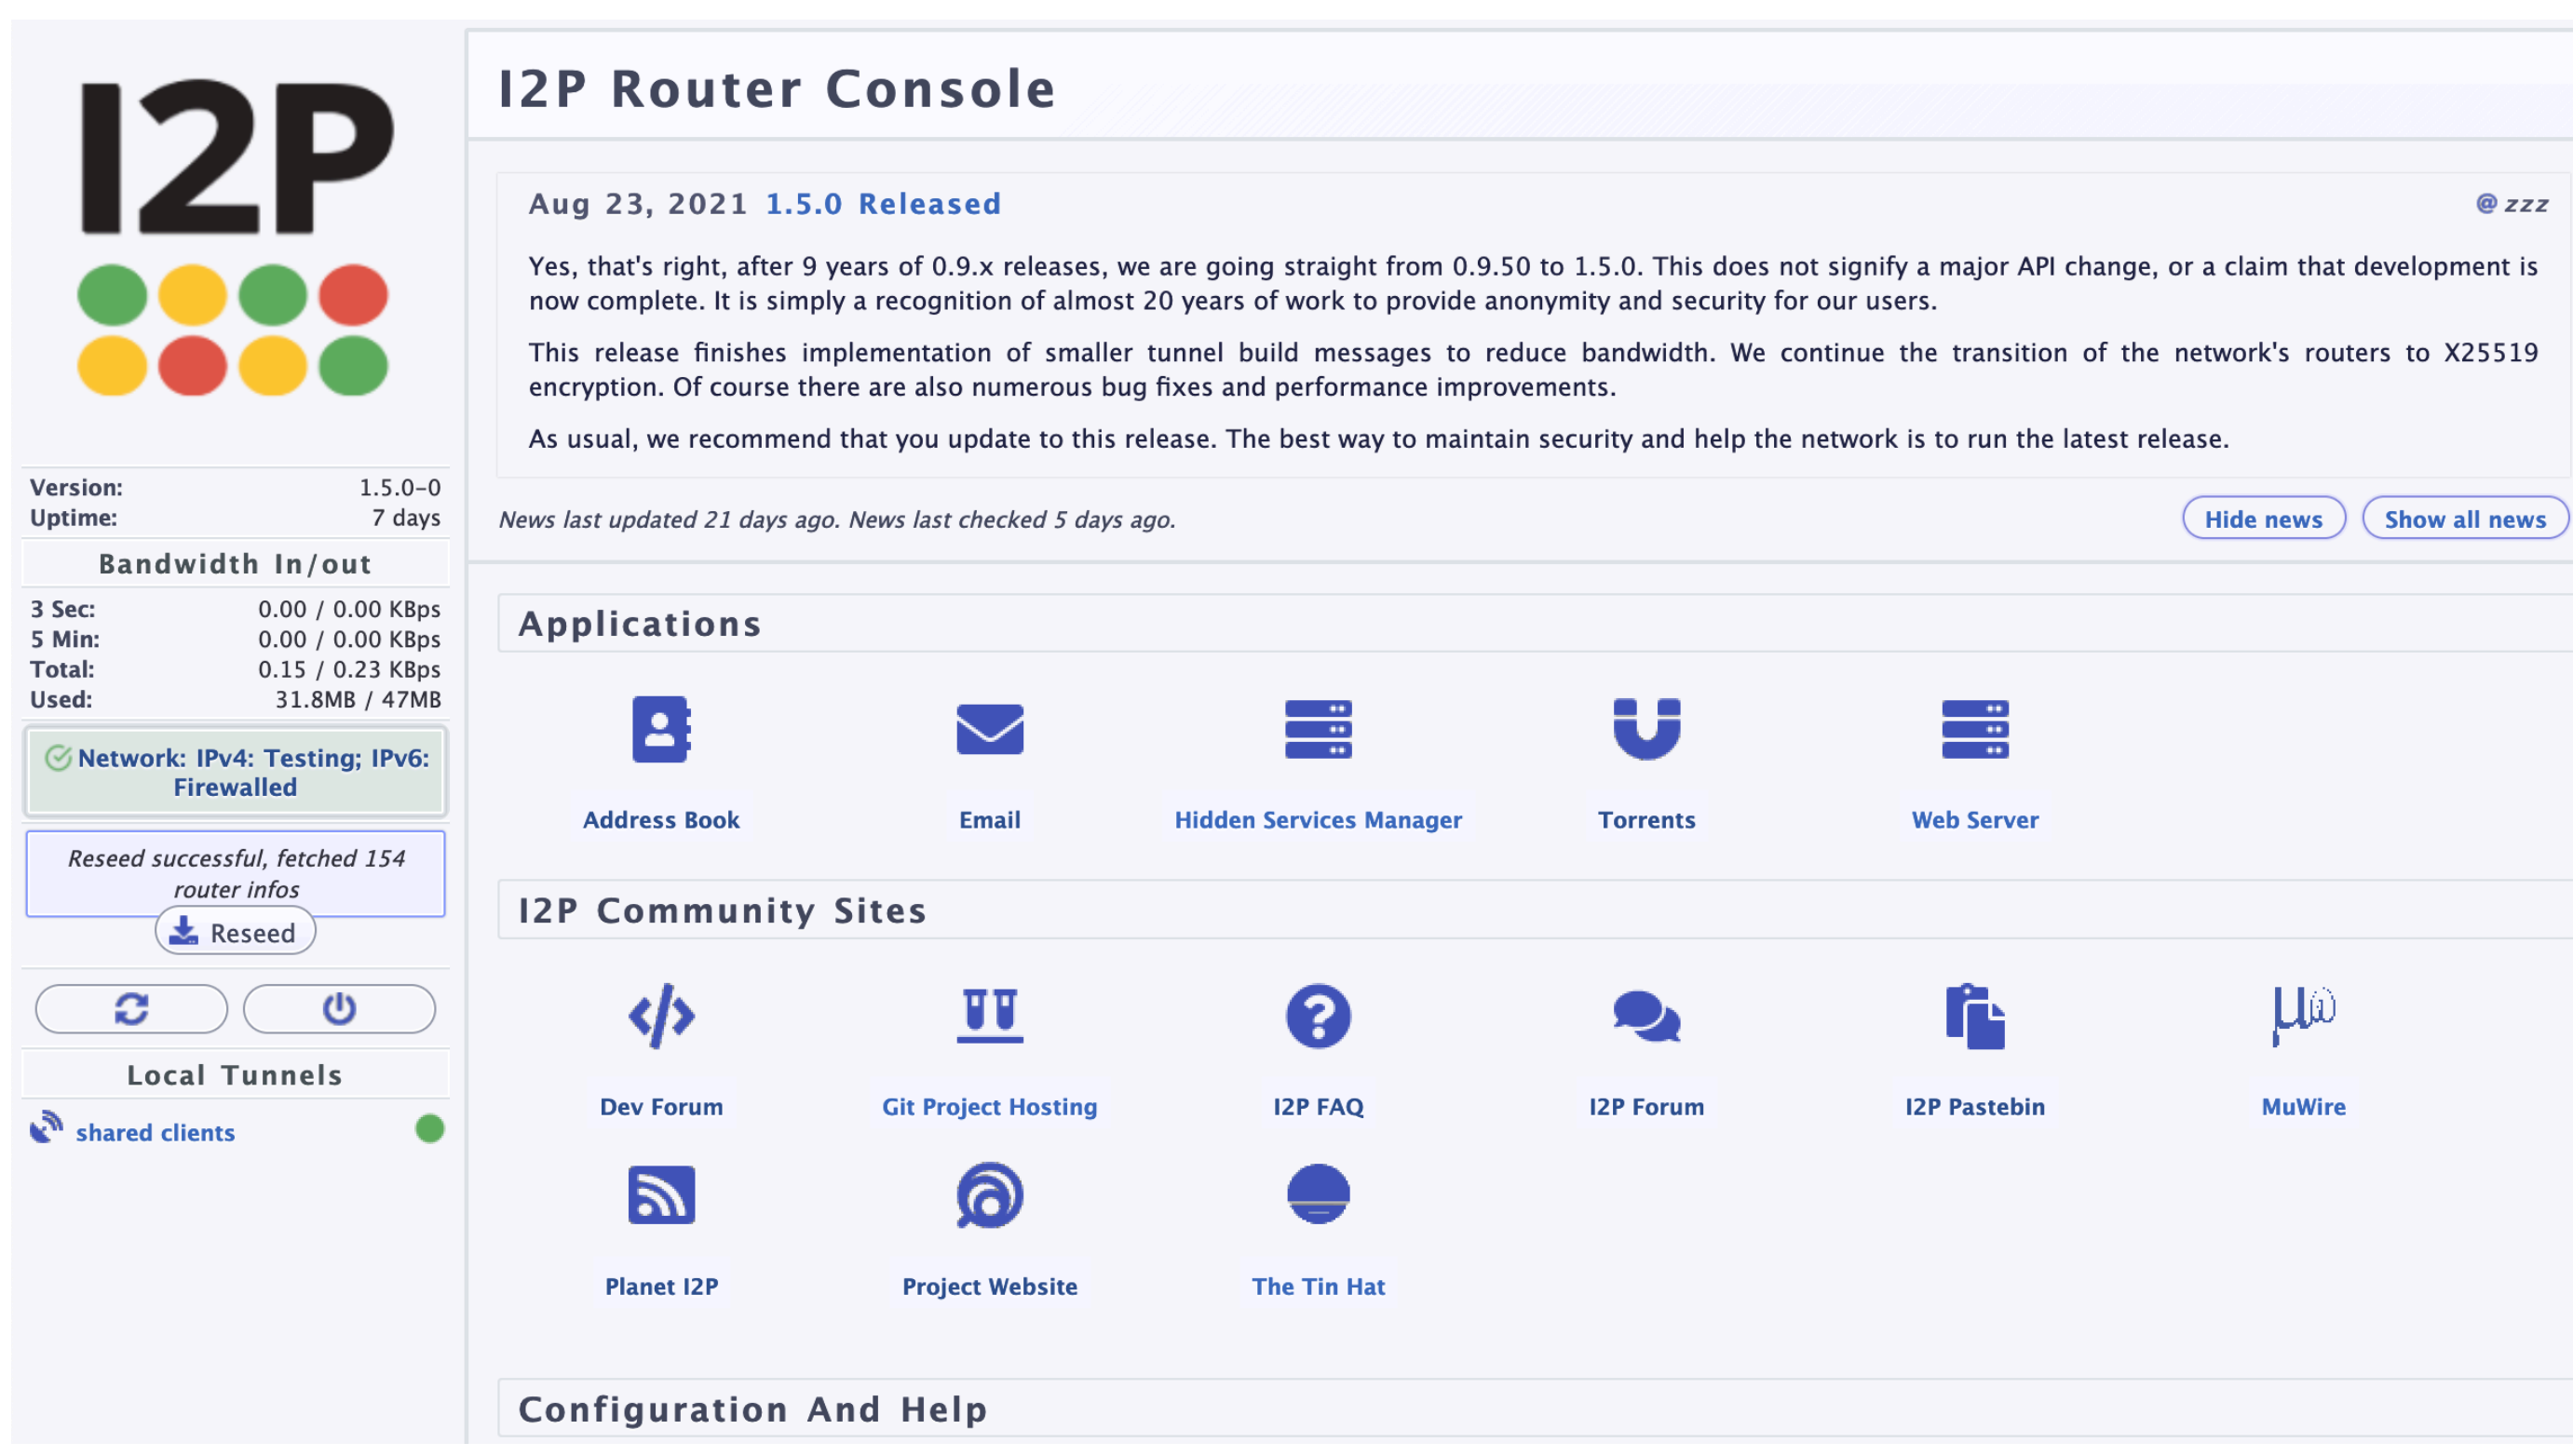 I2P
Version: 1.5.0-0
Uptime: 7 days
Bandwidth In/out
3 Sec: 0.00 / 0.00 KBps
5 Min: 0.00 / 0.00 KBps
Total: 0.15 / 0.23 KBps
Used: 31.8MB / 47MB
Network: IPv4: Testing; IPv6:
Firewalled
Reseed successful, fetched 154
router infos
Reseed
Local Tunnels
shared clients
I2P Router Console
Aug 23, 2021 1.5.0 Released @ zzz
Yes, that's right, after 9 years of 0.9.x releases, we are going straight from 0.9.50 to 1.5.0. This does not signify a major API change, or a claim that development is
now complete. It is simply a recognition of almost 20 years of work to provide anonymity and security for our users.
This release finishes implementation of smaller tunnel build messages to reduce bandwidth. We continue the transition of the network's routers to X25519
encryption. Of course there are also numerous bug fixes and performance improvements.
As usual, we recommend that you update to this release. The best way to maintain security and help the network is to run the latest release.
News last updated 21 days ago. News last checked 5 days ago. Hide news Show all news
Applications
Address Book Email Hidden Services Manager Torrents Web Server
I2P Community Sites
Dev Forum Git Project Hosting I2P FAQ I2P Forum I2P Pastebin MuWire
Planet I2P Project Website The Tin Hat
Configuration And Help